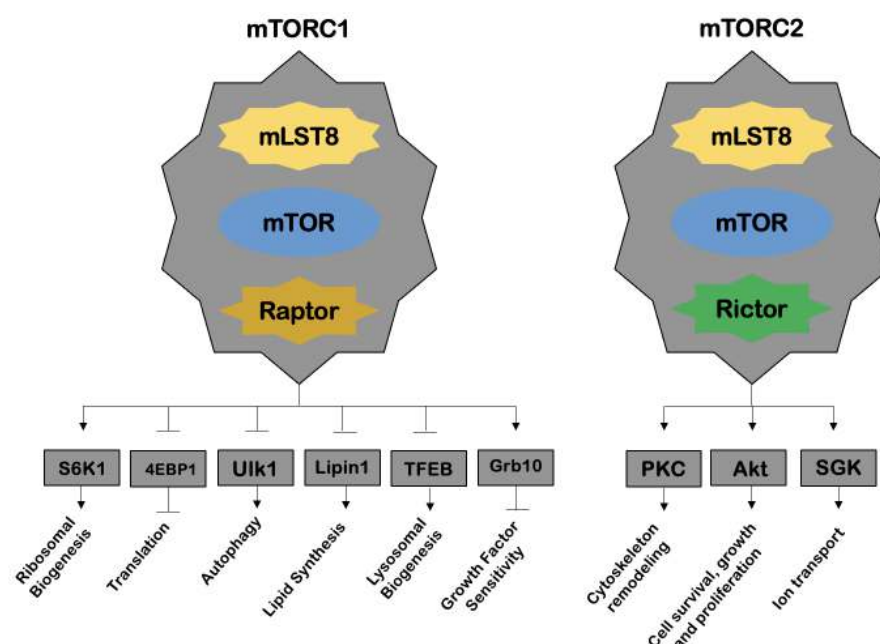 mTORC1
mLST8
mTOR
Raptor
S6K1
4EBP1
Ulk1
Lipin1
TFEB
Grb10
Ribosomal
Biogenesis
Translation
Autophagy
Lipid Synthesis
Lysosomal
Biogenesis
Growth Factor
Sensitivity
mTORC2
mLST8
mTOR
Rictor
PKC
Akt
SGK
Cytoskeleton
remodeling
Cell survival, growth
and proliferation
Ion transport